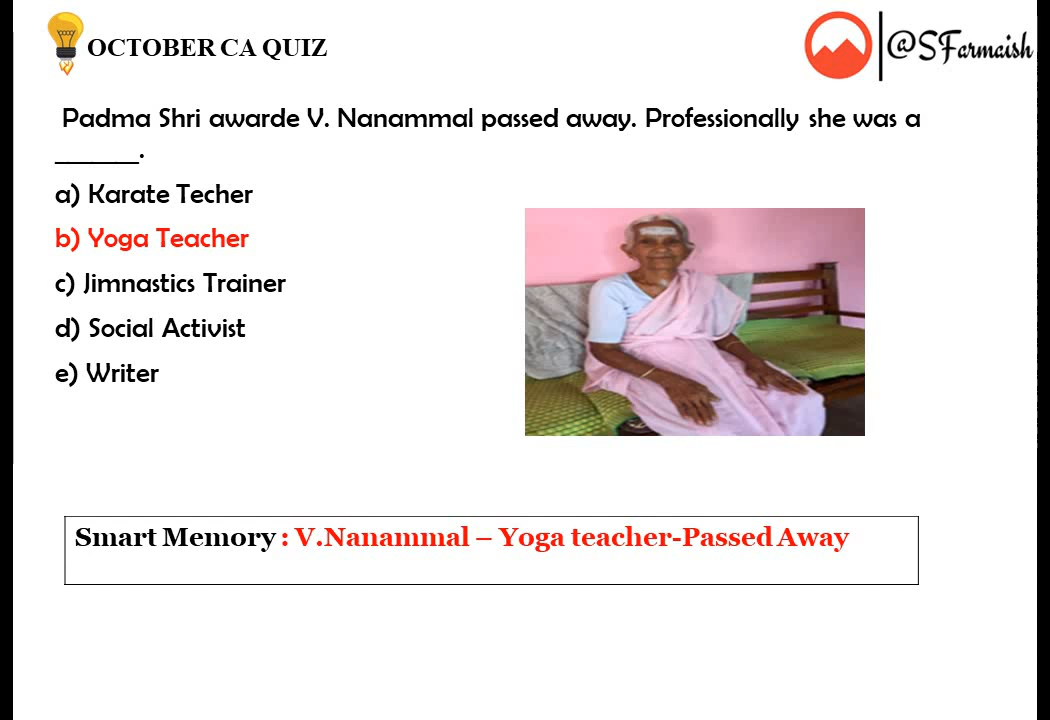 OCTOBER CA QUIZ
@SFarmaish
Padma Shri awarde V. Nanammal passed away. Professionally she was a
_______.
a) Karate Techer
b) Yoga Teacher
c) Jimnastics Trainer
d) Social Activist
e) Writer
Smart Memory : V.Nanammal – Yoga teacher-Passed Away